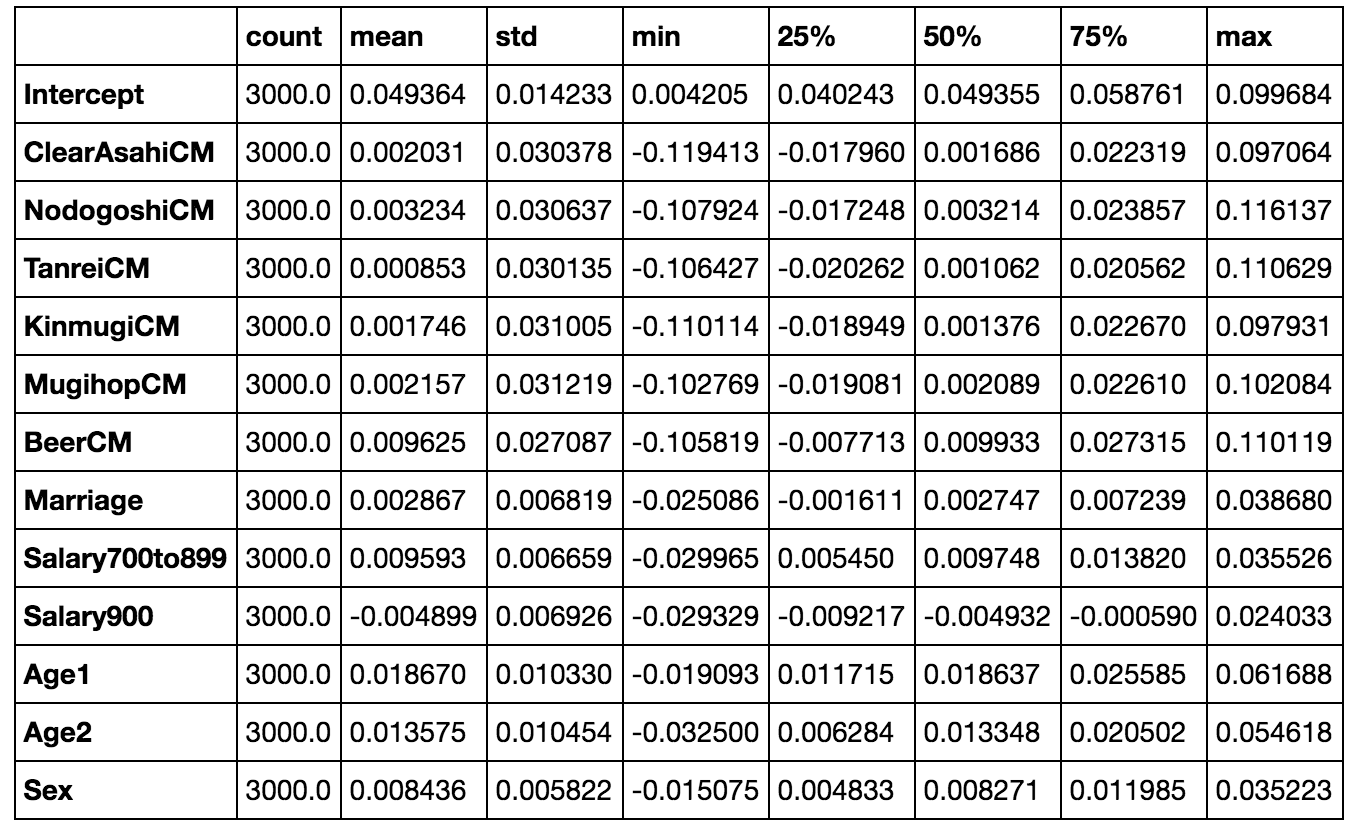 count mean std min 25% 50% 75% max
Intercept 3000.0 0.049364 0.014233 0.004205 0.040243 0.049355 0.058761 0.099684
ClearAsahiCM 3000.0 0.002031 0.030378 -0.119413 -0.017960 0.001686 0.022319 0.097064
NodogoshiCM 3000.0 0.003234 0.030637 -0.107924 -0.017248 0.003214 0.023857 0.116137
TanreiCM 3000.0 0.000853 0.030135 -0.106427 -0.020262 0.001062 0.020562 0.110629
KinmugiCM 3000.0 0.001746 0.031005 -0.110114 -0.018949 0.001376 0.022670 0.097931
MugihopCM 3000.0 0.002157 0.031219 -0.102769 -0.019081 0.002089 0.022610 0.102084
BeerCM 3000.0 0.009625 0.027087 -0.105819 -0.007713 0.009933 0.027315 0.110119
Marriage 3000.0 0.002867 0.006819 -0.025086 -0.001611 0.002747 0.007239 0.038680
Salary700to899 3000.0 0.009593 0.006659 -0.029965 0.005450 0.009748 0.013820 0.035526
Salary900 3000.0 -0.004899 0.006926 -0.029329 -0.009217 -0.004932 -0.000590 0.024033
Age1 3000.0 0.018670 0.010330 -0.019093 0.011715 0.018637 0.025585 0.061688
Age2 3000.0 0.013575 0.010454 -0.032500 0.006284 0.013348 0.020502 0.054618
Sex 3000.0 0.008436 0.005822 -0.015075 0.004833 0.008271 0.011985 0.035223